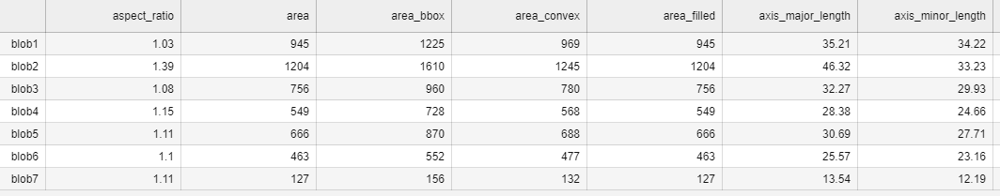 aspect_ratio area area_bbox area_convex area_filled axis_major_length axis_minor_length
blob1 1.03 945 1225 969 945 35.21 34.22
blob2 1.39 1204 1610 1245 1204 46.32 33.23
blob3 1.08 756 960 780 756 32.27 29.93
blob4 1.15 549 728 568 549 28.38 24.66
blob5 1.11 666 870 688 666 30.69 27.71
blob6 1.1 463 552 477 463 25.57 23.16
blob7 1.11 127 156 132 127 13.54 12.19